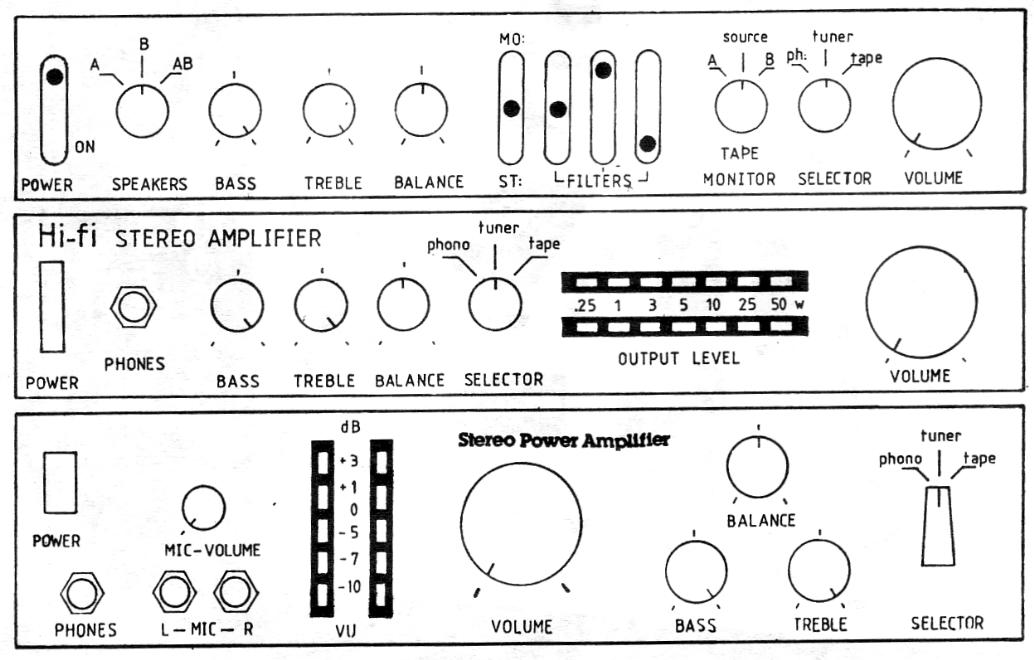 MO:
source
tuner
A
B
AB
A
B
ph:
tape
ON
TAPE
POWER
SPEAKERS
BASS
TREBLE
BALANCE
ST:
FILTERS
MONITOR
SELECTOR
VOLUME
Hi-fi STEREO AMPLIFIER
tuner
phono
tape
.25 1 3 5 10 25 50 w
OUTPUT LEVEL
PHONES
POWER
BASS
TREBLE
BALANCE
SELECTOR
VOLUME
dB
Stereo Power Amplifier
tuner
phono
tape
+3
+1
0
-5
-7
-10
BALANCE
POWER
MIC-VOLUME
PHONES
L-MIC-R
VU
VOLUME
BASS
TREBLE
SELECTOR